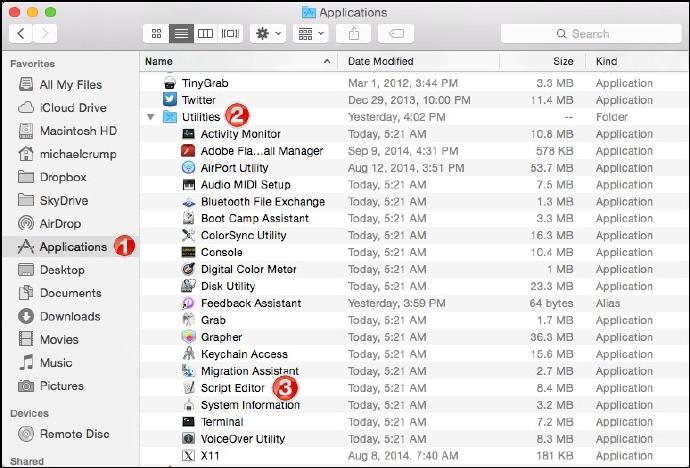 Applications
Search
Favorites
All My Files
iCloud Drive
Macintosh HD
michaelcrump
Dropbox
SkyDrive
AirDrop
Applications 1
Desktop
Documents
Downloads
Movies
Music
Pictures
Devices
Remote Disc
Shared
Name Date Modified Size Kind
TinyGrab Mar 1, 2012, 3:44 PM 3.3 MB Application
Twitter Dec 29, 2013, 10:00 PM 11.4 MB Application
Utilities 2 Yesterday, 4:02 PM -- Folder
Activity Monitor Today, 5:21 AM 10.8 MB Application
Adobe Fla...all Manager Sep 9, 2014, 4:31 PM 578 KB Application
AirPort Utility Aug 12, 2014, 3:51 PM 53.7 MB Application
Audio MIDI Setup Today, 5:21 AM 7.5 MB Application
Bluetooth File Exchange Today, 5:21 AM 1.3 MB Application
Boot Camp Assistant Today, 5:21 AM 3.3 MB Application
ColorSync Utility Today, 5:21 AM 16.3 MB Application
Console Today, 5:21 AM 10.4 MB Application
Digital Color Meter Today, 5:21 AM 1 MB Application
Disk Utility Today, 5:21 AM 23.3 MB Application
Feedback Assistant Yesterday, 3:59 PM 64 bytes Alias
Grab Today, 5:21 AM 1.7 MB Application
Grapher Today, 5:21 AM 36.3 MB Application
Keychain Access Today, 5:21 AM 15.6 MB Application
Migration Assistant Today, 5:21 AM 2.7 MB Application
Script Editor 3 Today, 5:21 AM 8.4 MB Application
System Information Today, 5:21 AM 3.2 MB Application
Terminal Today, 5:21 AM 7.2 MB Application
VoiceOver Utility Today, 5:21 AM 8.3 MB Application
X11 Aug 8, 2014, 7:40 AM 181 KB Application